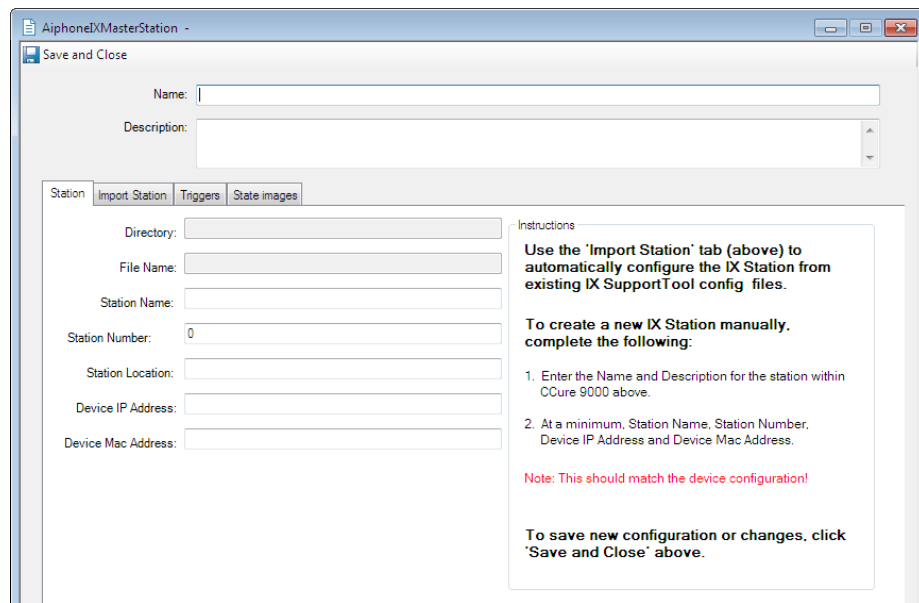 AiphoneIXMasterStation -
Save and Close
Name:
Description:
Station Import Station Triggers State images
Directory:
File Name:
Station Name:
Station Number: 0
Station Location:
Device IP Address:
Device Mac Address:
Instructions
Use the 'Import Station' tab (above) to
automatically configure the IX Station from
existing IX SupportTool config files.
To create a new IX Station manually,
complete the following:
1. Enter the Name and Description for the station within
CCure 9000 above.
2. At a minimum, Station Name, Station Number,
Device IP Address and Device Mac Address.
Note: This should match the device configuration!
To save new configuration or changes, click
'Save and Close' above.